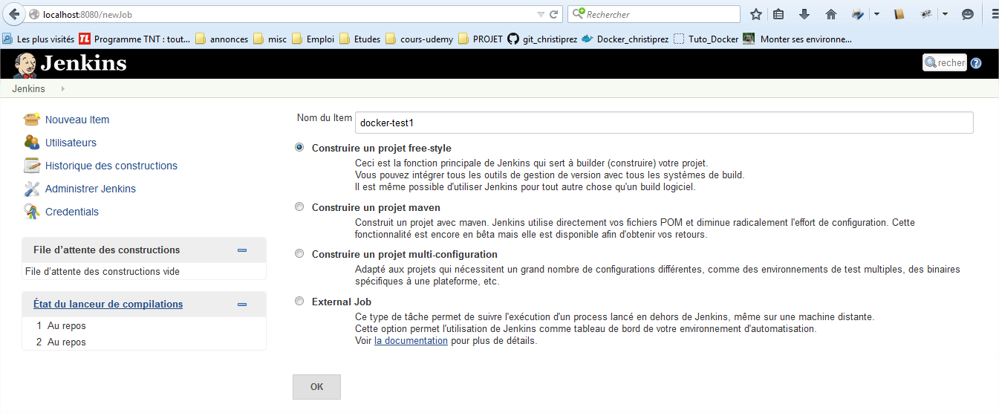 localhost:8080/newJob
Rechercher
Les plus visités
TL Programme TNT : tout...
annonces
misc
Emploi
Etudes
cours-udemy
PROJET
git_christiprez
Docker_christiprez
Tuto_Docker
Monter ses environne...
Jenkins
recher
?
Jenkins
Nouveau Item
Utilisateurs
Historique des constructions
Administrer Jenkins
Credentials
File d’attente des constructions
File d’attente des constructions vide
État du lanceur de compilations
1 Au repos
2 Au repos
Nom du Item docker-test1
Construire un projet free-style
Ceci est la fonction principale de Jenkins qui sert à builder (construire) votre projet.
Vous pouvez intégrer tous les outils de gestion de version avec tous les systèmes de build.
Il est même possible d'utiliser Jenkins pour tout autre chose qu'un build logiciel.
Construire un projet maven
Construit un projet avec maven. Jenkins utilise directement vos fichiers POM et diminue radicalement l'effort de configuration. Cette
fonctionnalité est encore en bêta mais elle est disponible afin d'obtenir vos retours.
Construire un projet multi-configuration
Adapté aux projets qui nécessitent un grand nombre de configurations différentes, comme des environnements de test multiples, des binaires
spécifiques à une plateforme, etc.
External Job
Ce type de tâche permet de suivre l'exécution d'un process lancé en dehors de Jenkins, même sur une machine distante.
Cette option permet l'utilisation de Jenkins comme tableau de bord de votre environnement d'automatisation.
Voir la documentation pour plus de détails.
OK